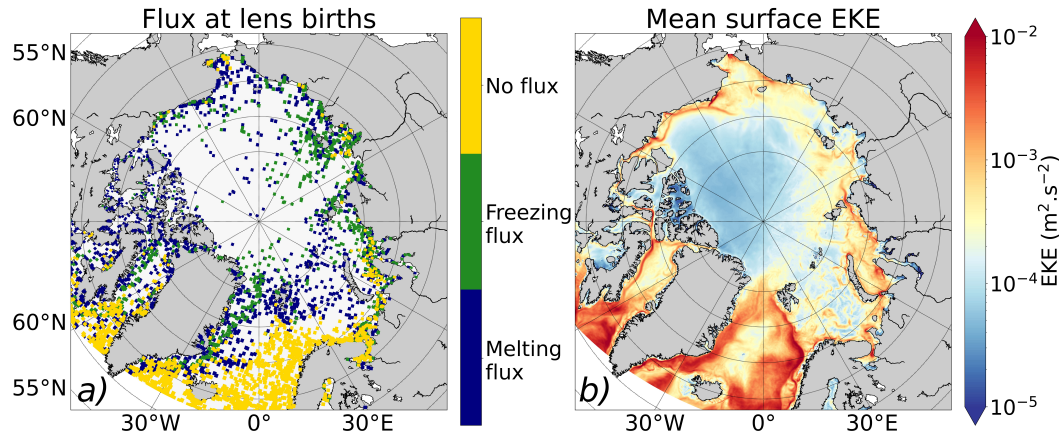 Flux at lens births
55°N
60°N
60°N
55°N
30°W
0°
30°E
a)
No flux
Freezing
flux
Melting
flux
Mean surface EKE
b)
30°W
0°
30°E
10⁻²
10⁻³
10⁻⁴
10⁻⁵
EKE (m².s⁻²)